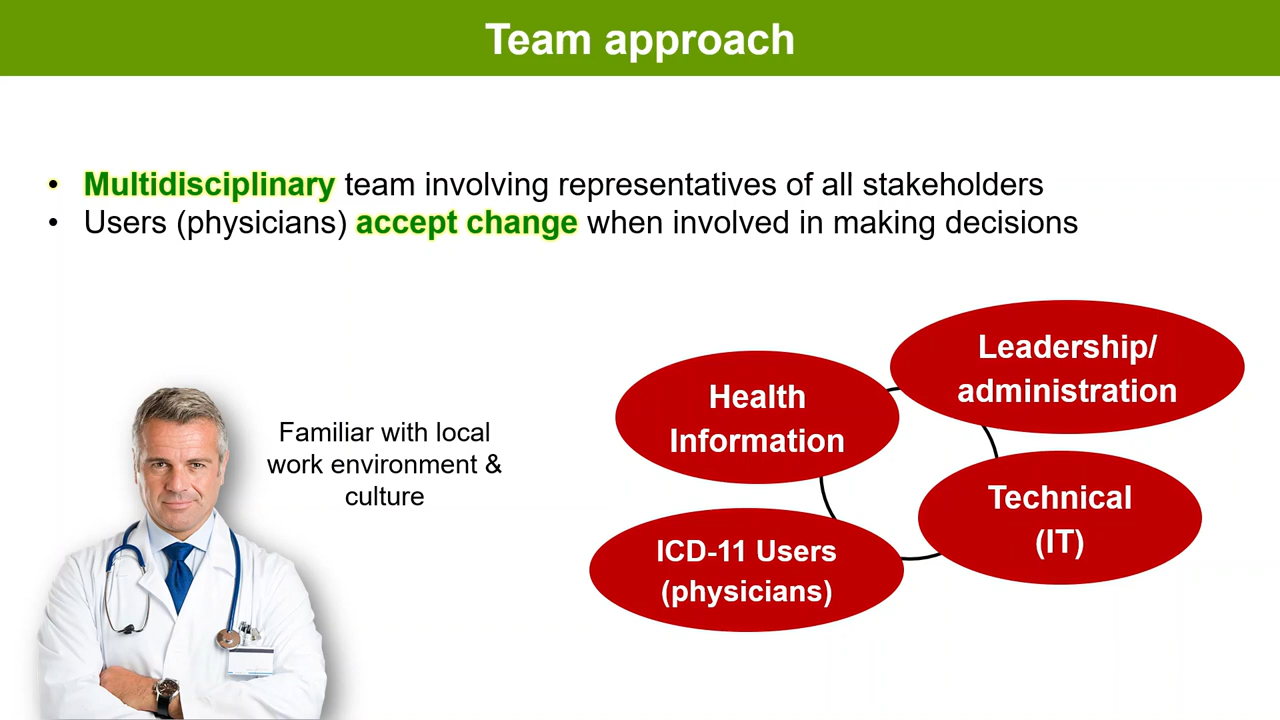 Team approach
• Multidisciplinary team involving representatives of all stakeholders
• Users (physicians) accept change when involved in making decisions
Familiar with local
work environment &
culture
Health
Information
Leadership/
administration
Technical
(IT)
ICD-11 Users
(physicians)